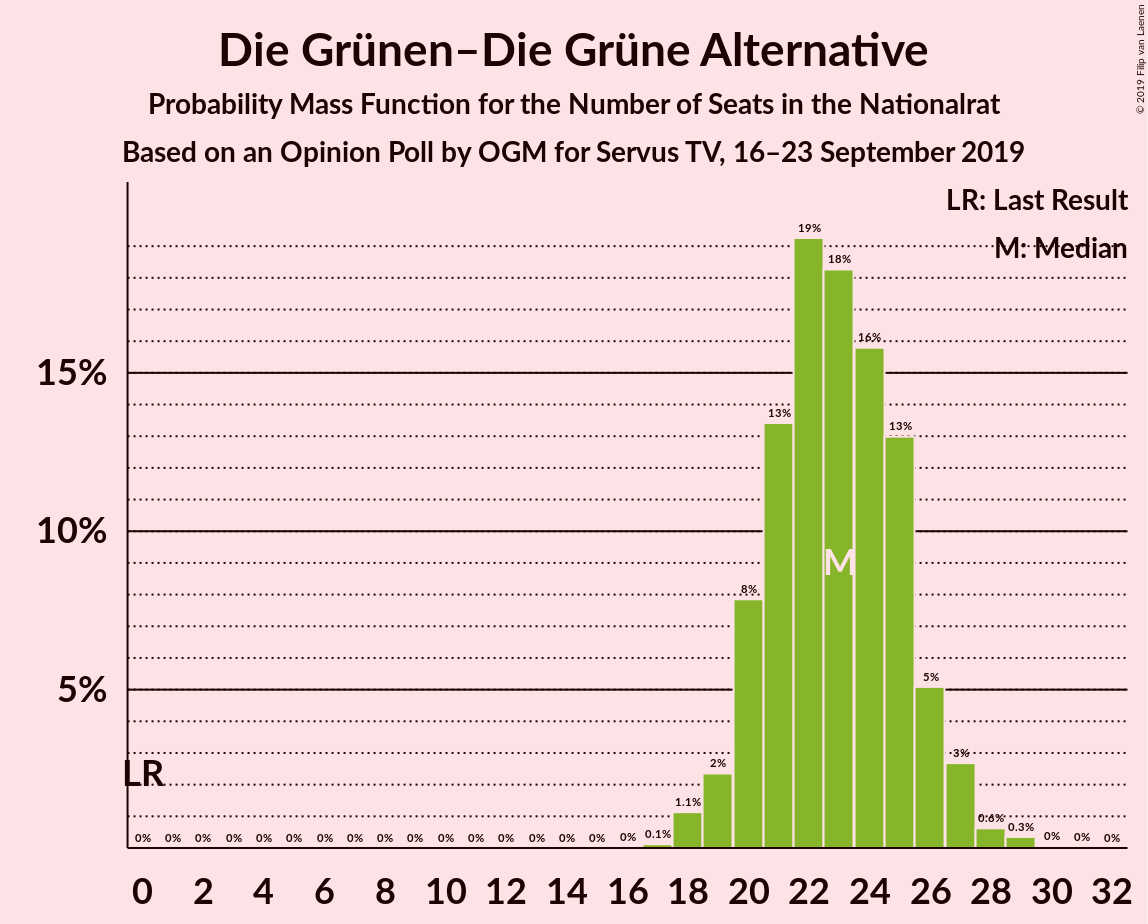 Die Grünen–Die Grüne Alternative
Probability Mass Function for the Number of Seats in the Nationalrat
Based on an Opinion Poll by OGM for Servus TV, 16–23 September 2019
© 2019 Filip van Laenen
LR: Last Result
M: Median
15%
10%
5%
LR
M
0% 0% 0% 0% 0% 0% 0% 0% 0% 0% 0% 0% 0% 0% 0% 0% 0% 0.1% 1.1% 2% 8% 13% 19% 18% 16% 13% 5% 3% 0.6% 0.3% 0% 0% 0%
0 2 4 6 8 10 12 14 16 18 20 22 24 26 28 30 32